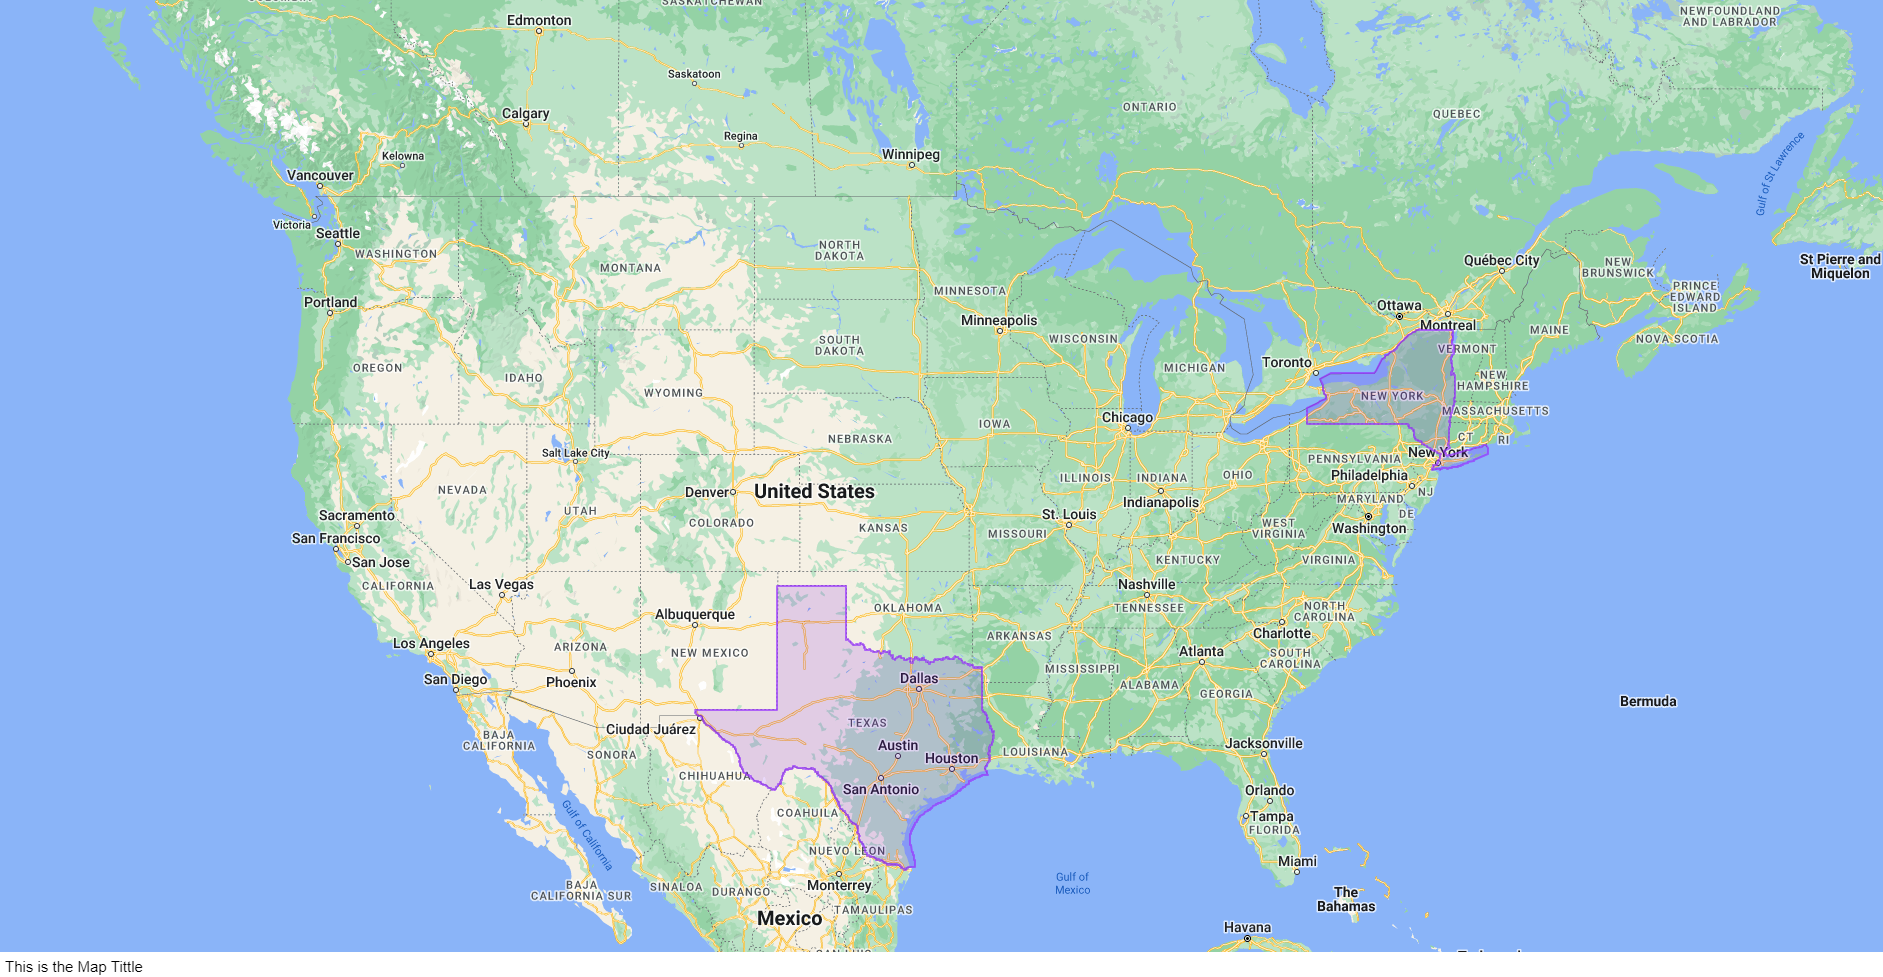 SASKATCHEWAN
Edmonton
NEWFOUNDLAND
AND LABRADOR
Saskatoon
Calgary
ONTARIO
QUEBEC
Regina
Kelowna
Winnipeg
Vancouver
Gulf of St Lawrence
Victoria
Seattle
WASHINGTON
NORTH
DAKOTA
MONTANA
Québec City
NEW
BRUNSWICK
St Pierre and
Miquelon
MINNESOTA
PRINCE
EDWARD
ISLAND
Portland
Ottawa
Minneapolis
Montreal
MAINE
WISCONSIN
NOVA SCOTIA
SOUTH
DAKOTA
VERMONT
OREGON
IDAHO
Toronto
MICHIGAN
NEW
HAMPSHIRE
WYOMING
NEW YORK
Chicago
MASSACHUSETTS
IOWA
NEBRASKA
CT
RI
Salt Lake City
New York
PENNSYLVANIA
NEVADA
Denver
United States
ILLINOIS
INDIANA
OHIO
Philadelphia
Indianapolis
MARYLAND
NJ
UTAH
COLORADO
Sacramento
St. Louis
DE
KANSAS
MISSOURI
WEST
VIRGINIA
Washington
San Francisco
San Jose
KENTUCKY
VIRGINIA
CALIFORNIA
Las Vegas
Nashville
Albuquerque
OKLAHOMA
TENNESSEE
NORTH
CAROLINA
Los Angeles
ARIZONA
NEW MEXICO
ARKANSAS
Charlotte
Atlanta
SOUTH
CAROLINA
San Diego
Phoenix
Dallas
MISSISSIPPI
ALABAMA
GEORGIA
Bermuda
Ciudad Juárez
TEXAS
BAJA
CALIFORNIA
SONORA
Austin
Houston
LOUISIANA
Jacksonville
CHIHUAHUA
San Antonio
Orlando
Gulf of California
COAHUILA
Tampa
FLORIDA
NUEVO LEON
Miami
BAJA
CALIFORNIA SUR
SINALOA
DURANGO
Monterrey
Gulf of
Mexico
The
Bahamas
Mexico
TAMAULIPAS
Havana
This is the Map Tittle